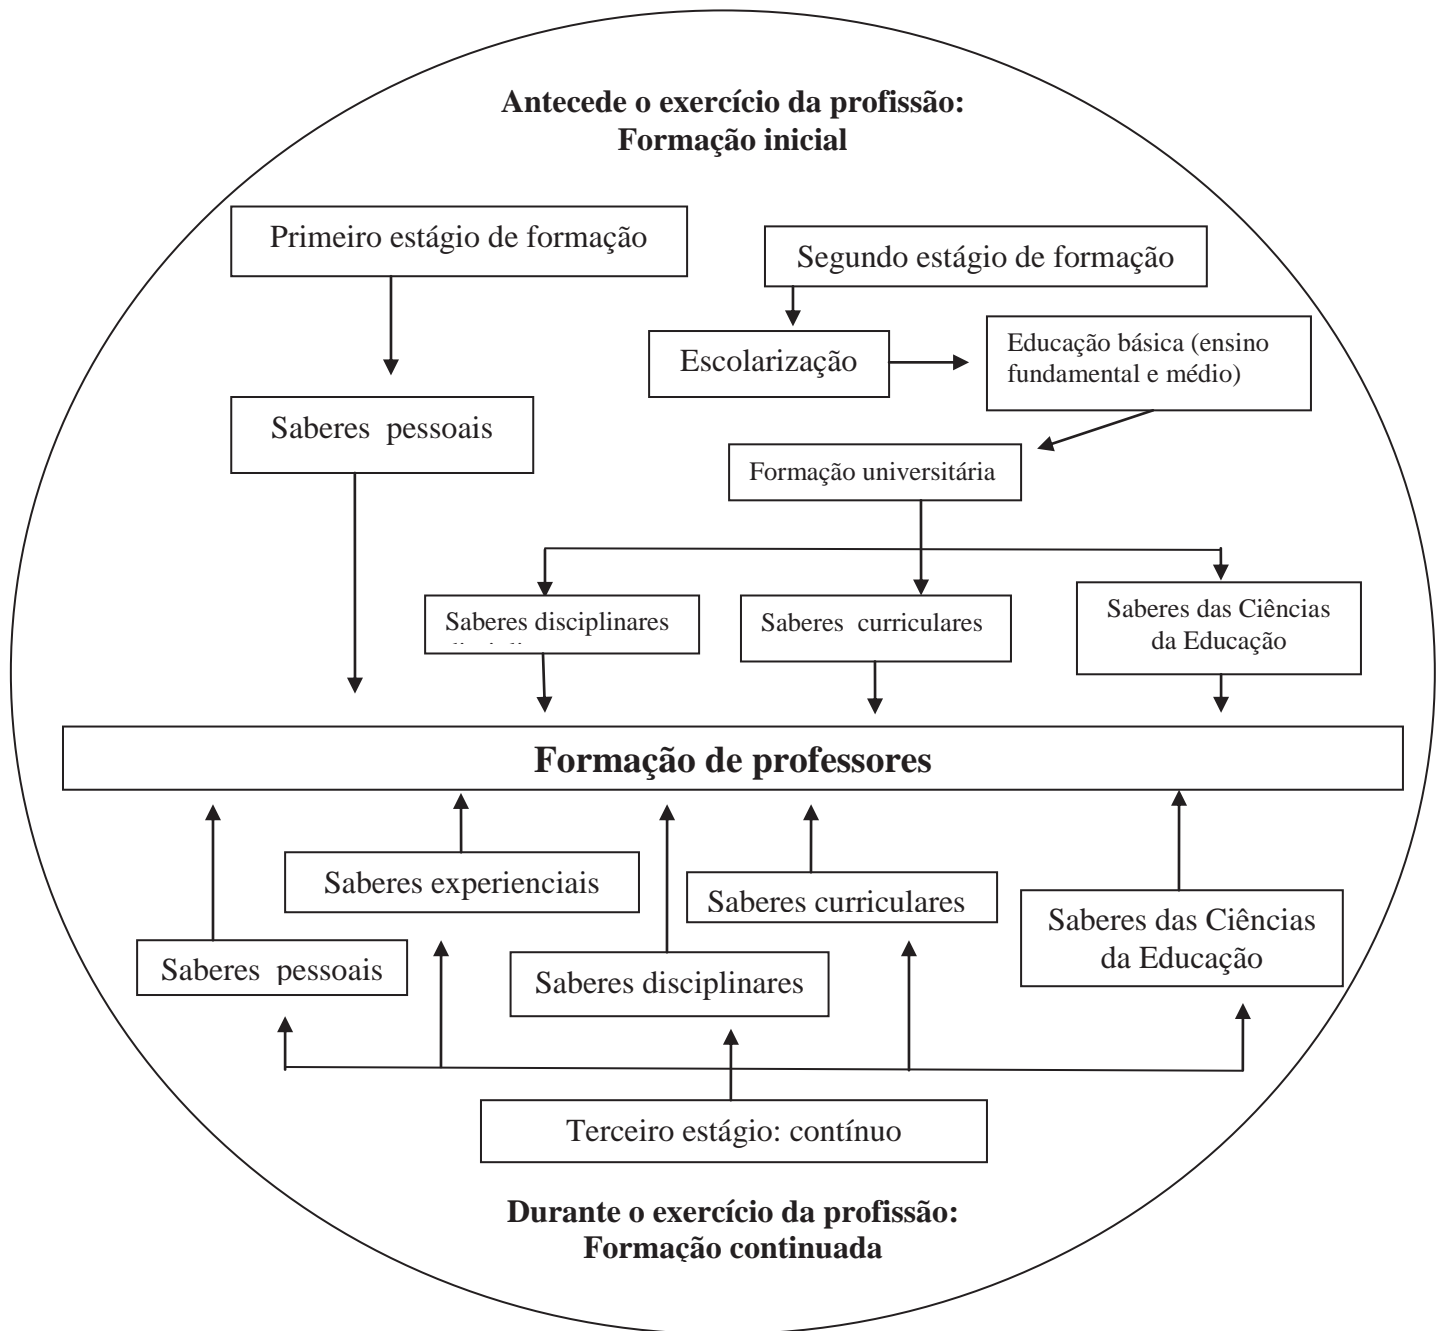 Antecede o exercício da profissão:
Formação inicial
Primeiro estágio de formação
Segundo estágio de formação
Escolarização
Educação básica (ensino
fundamental e médio)
Saberes pessoais
Formação universitária
Saberes disciplinares
Saberes curriculares
Saberes das Ciências
da Educação
Formação de professores
Saberes experienciais
Saberes curriculares
Saberes das Ciências
da Educação
Saberes pessoais
Saberes disciplinares
Terceiro estágio: contínuo
Durante o exercício da profissão:
Formação continuada